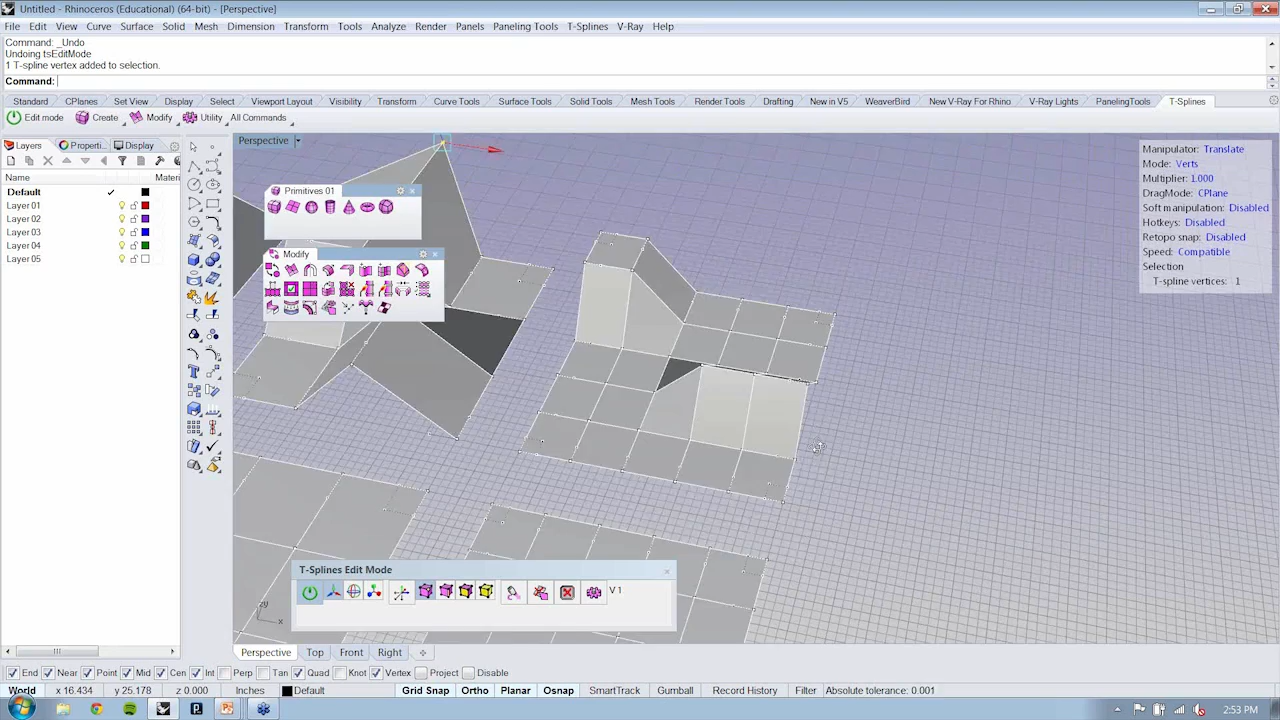 Untitled - Rhinoceros (Educational) (64-bit) - [Perspective]
File Edit View Curve Surface Solid Mesh Dimension Transform Tools Analyze Render Panels Paneling Tools T-Splines V-Ray Help
Command: _Undo
Undoing tsEditMode
1 T-spline vertex added to selection.
Command:
Standard CPlanes Set View Display Select Viewport Layout Visibility Transform Curve Tools Surface Tools Solid Tools Mesh Tools Render Tools Drafting New in V5 WeaverBird New V-Ray For Rhino V-Ray Lights PanelingTools T-Splines
Edit mode Create Modify Utility All Commands
Layers Properti... Display
Name Materi
Default
Layer 01
Layer 02
Layer 03
Layer 04
Layer 05
Perspective
Primitives 01
Modify
Manipulator: Translate
Mode: Verts
Multiplier: 1.000
DragMode: CPlane
Soft manipulation: Disabled
Hotkeys: Disabled
Retopo snap: Disabled
Speed: Compatible
Selection
T-spline vertices: 1
T-Splines Edit Mode
V 1
x
Perspective Top Front Right
End Near Point Mid Cen Int Perp Tan Quad Knot Vertex Project Disable
World x 16.434 y 25.178 z 0.000 Inches Default Grid Snap Ortho Planar Osnap SmartTrack Gumball Record History Filter Absolute tolerance: 0.001
2:53 PM